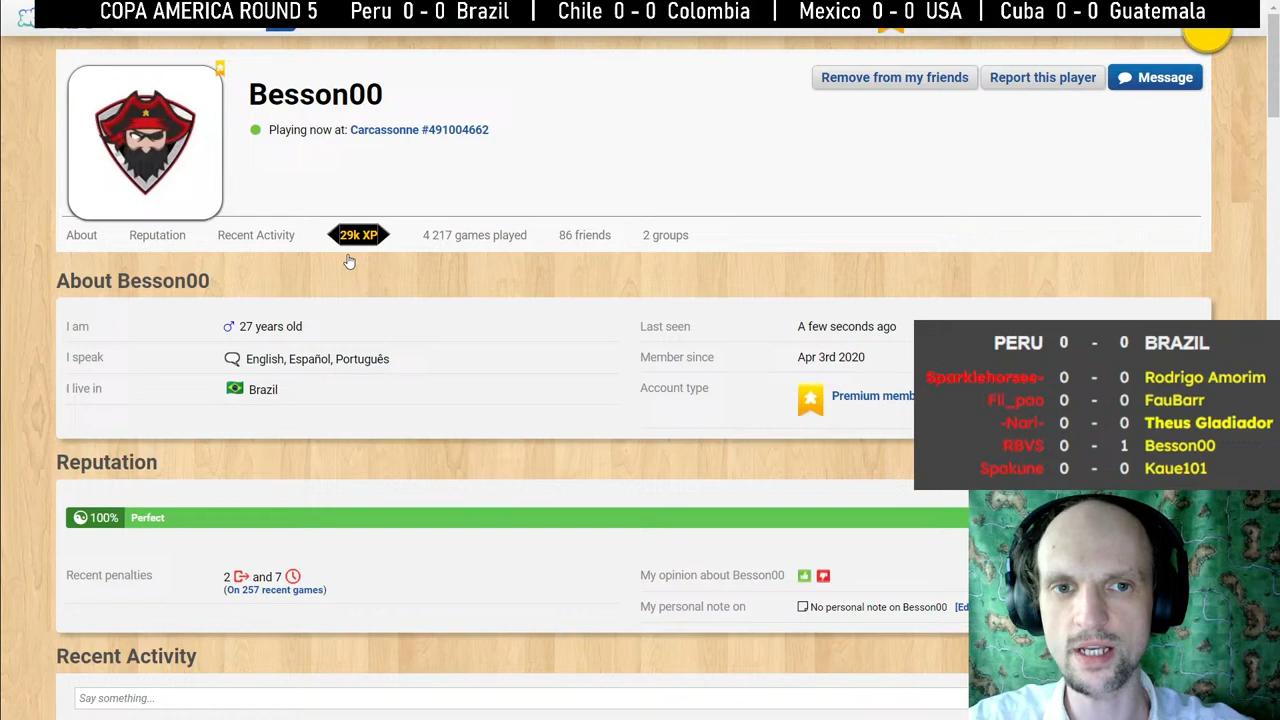 COPA AMERICA ROUND 5 Peru 0 - 0 Brazil | Chile 0 - 0 Colombia | Mexico 0 - 0 USA | Cuba 0 - 0 Guatemala
Besson00
Remove from my friends
Report this player
Message
Playing now at: Carcassonne #491004662
About
Reputation
Recent Activity
29k XP
4 217 games played
86 friends
2 groups
About Besson00
I am
27 years old
I speak
English, Español, Português
I live in
Brazil
Last seen
A few seconds ago
Member since
Apr 3rd 2020
Account type
Premium memb
PERU 0 - 0 BRAZIL
Sparklehorsee- 0 - 0 Rodrigo Amorim
Fli_pao 0 - 0 FauBarr
-Nari- 0 - 0 Theus Gladiador
RBVS 0 - 1 Besson00
Spokune 0 - 0 Kaue101
Reputation
100% Perfect
Recent penalties
2 and 7
(On 257 recent games)
My opinion about Besson00
My personal note on
No personal note on Besson00 [Ed
Recent Activity
Say something...